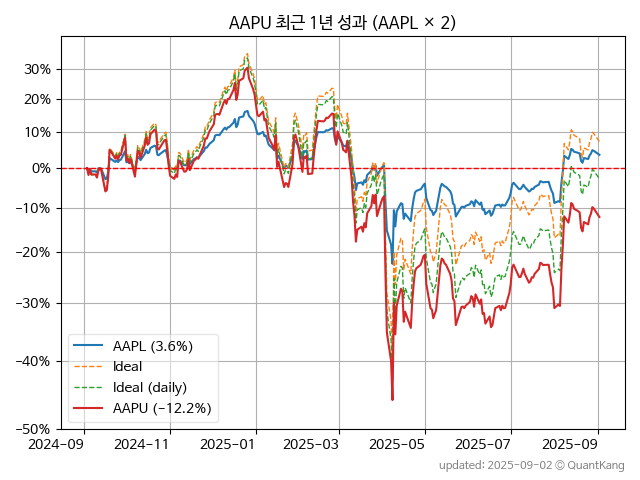 AAPU 최근 1년 성과 (AAPL × 2)
30%
20%
10%
0%
−10%
−20%
−30%
−40%
−50%
AAPL (3.6%)
Ideal
Ideal (daily)
AAPU (−12.2%)
2024−09 2024−11 2025−01 2025−03 2025−05 2025−07 2025−09
updated: 2025-09-02 © QuantKang